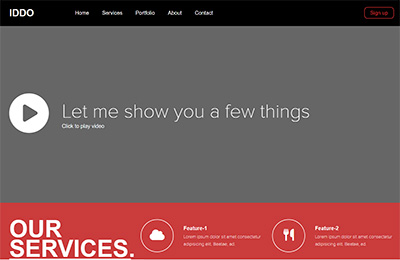 IDDO Home Services Portfolio About Contact Sign up
Let me show you a few things
Click to play video
OUR SERVICES.
Feature-1
Lorem ipsum dolor amet consectetur
adipiscing elit. Beatae, ad.
Feature-2
Lorem ipsum dolor amet consectetur
adipiscing elit. Beatae, ad.